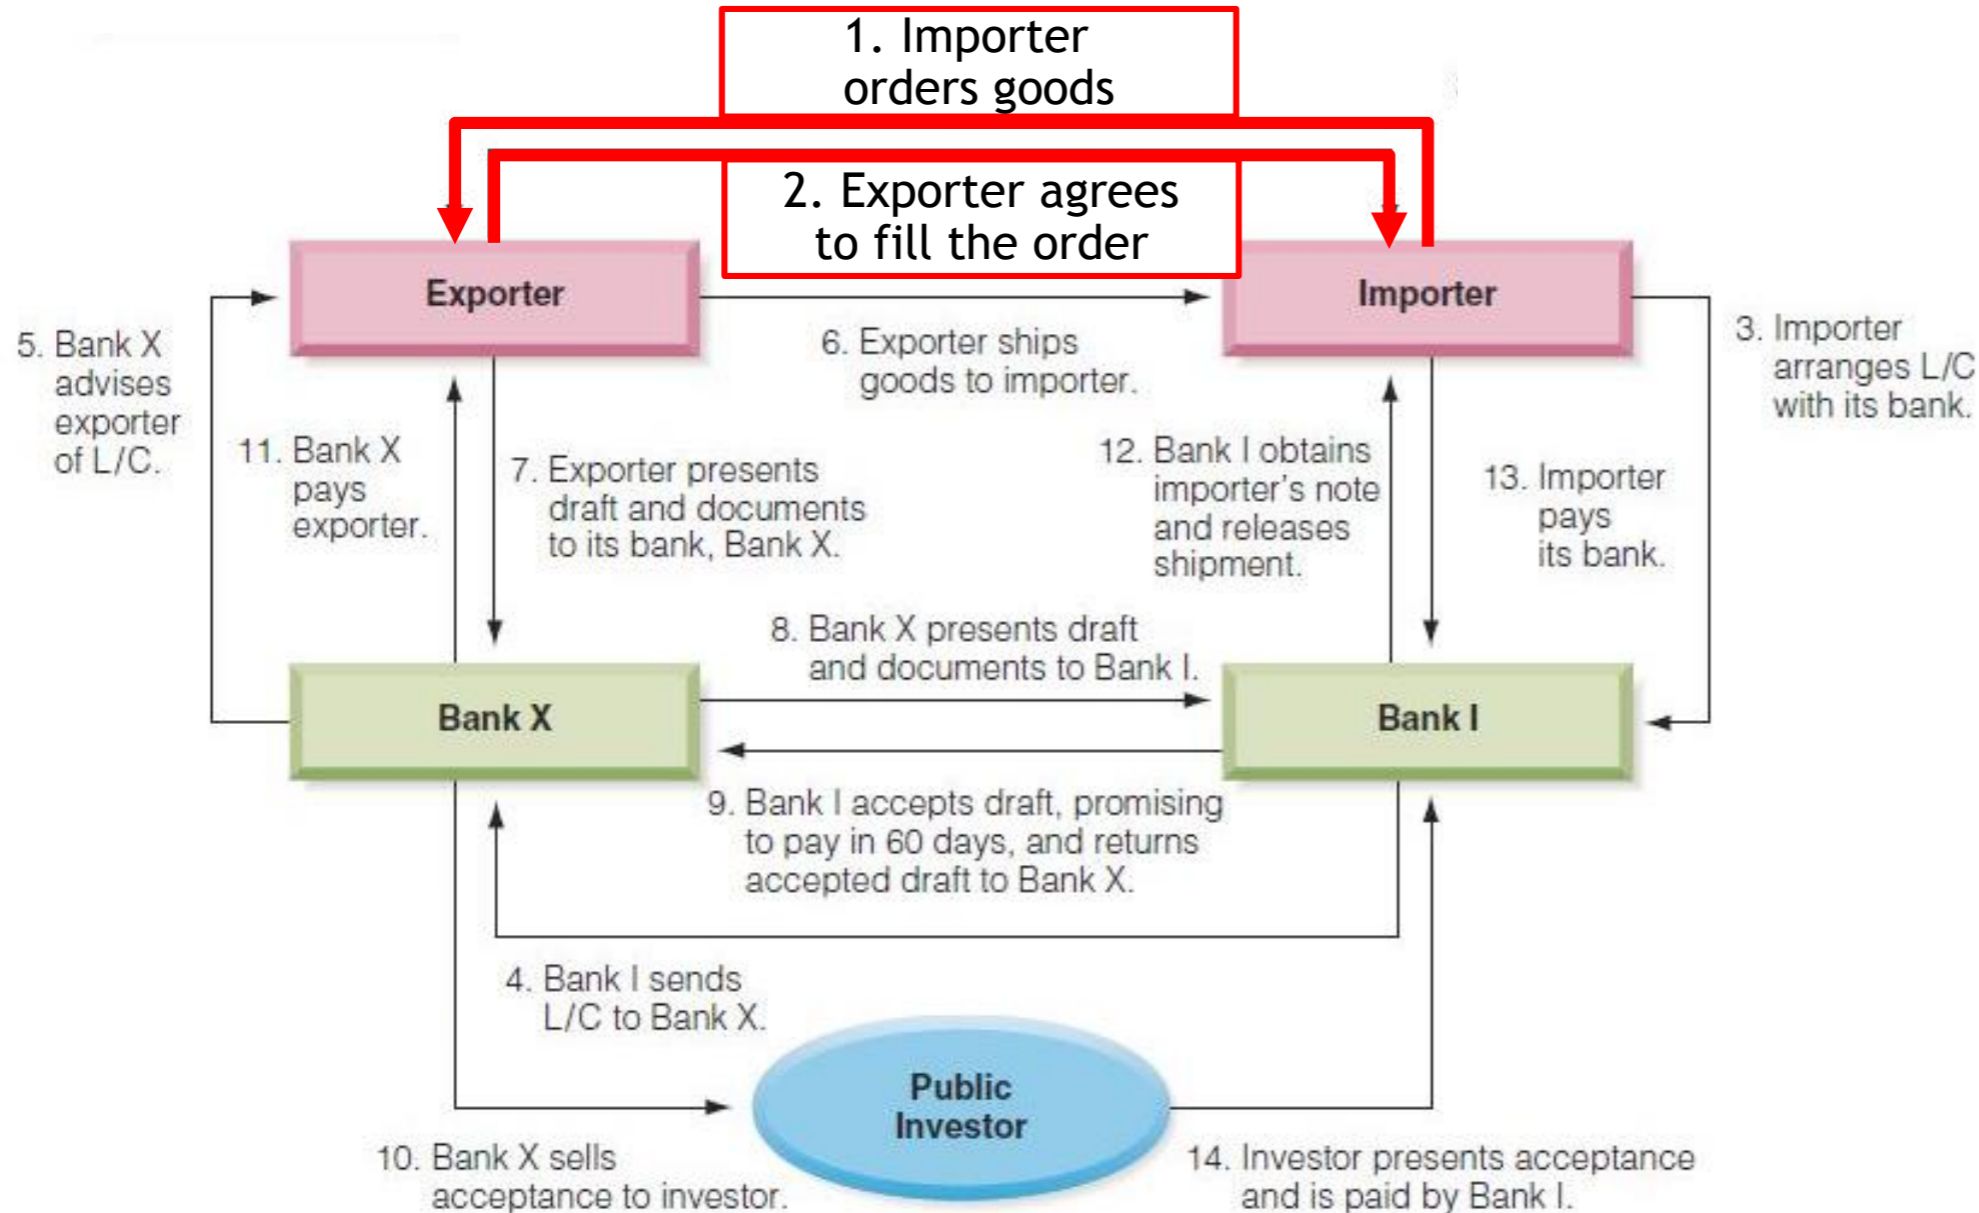 1. Importer
orders goods
2. Exporter agrees
to fill the order
Exporter
Importer
5. Bank X
advises
exporter
of L/C.
6. Exporter ships
goods to importer.
3. Importer
arranges L/C
with its bank.
11. Bank X
pays
exporter.
7. Exporter presents
draft and documents
to its bank, Bank X.
12. Bank I obtains
importer's note
and releases
shipment.
13. Importer
pays
its bank.
8. Bank X presents draft
and documents to Bank I.
Bank X
Bank I
9. Bank I accepts draft, promising
to pay in 60 days, and returns
accepted draft to Bank X.
4. Bank I sends
L/C to Bank X.
Public
Investor
10. Bank X sells
acceptance to investor.
14. Investor presents acceptance
and is paid by Bank I.